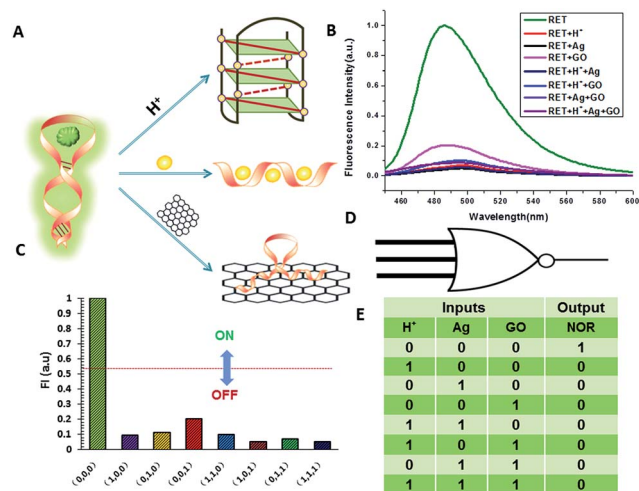 A
H⁺
B
Fluorescence Intensity(a.u.)
1.0
0.8
0.6
0.4
0.2
0.0
RET
RET+H⁺
RET+Ag
RET+GO
RET+H⁺+Ag
RET+H⁺+GO
RET+Ag+GO
RET+H⁺+Ag+GO
460 480 500 520 540 560 580 600
Wavelength(nm)
C
FI (a.u)
1
0.9
0.8
0.7
0.6
0.5
0.4
0.3
0.2
0.1
0
ON
OFF
(0,0,0) (1,0,0) (0,1,0) (0,0,1) (1,1,0) (1,0,1) (0,1,1) (1,1,1)
D
E
Inputs Output
H⁺ Ag GO NOR
0 0 0 1
1 0 0 0
0 1 0 0
0 0 1 0
1 1 0 0
1 0 1 0
0 1 1 0
1 1 1 0